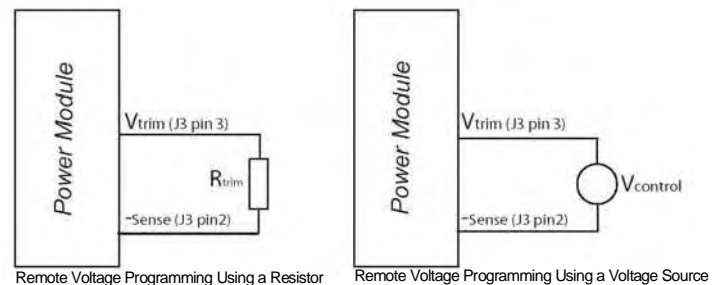 Power Module
Vtrim (J3 pin 3)
Rtrim
-Sense (J3 pin2)
Remote Voltage Programming Using a Resistor
Power Module
Vtrim (J3 pin 3)
Vcontrol
-Sense (J3 pin2)
Remote Voltage Programming Using a Voltage Source